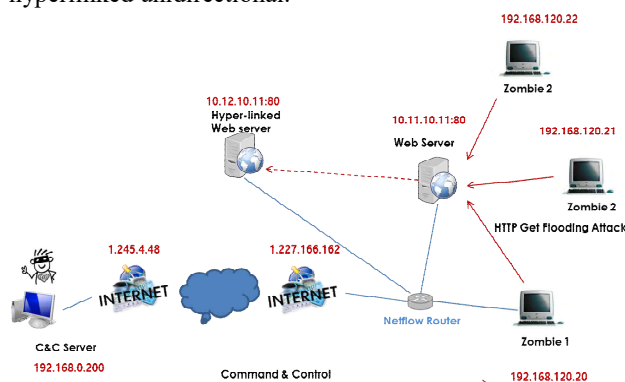 hyperlinked unidirectional.
192.168.120.22
Zombie 2
10.12.10.11:80
Hyper-linked
Web server
10.11.10.11:80
Web Server
192.168.120.21
Zombie 2
HTTP Get Flooding Attack
1.245.4.48
INTERNET
1.227.166.162
INTERNET
Netflow Router
C&C Server
192.168.0.200
Zombie 1
192.168.120.20
Command & Control